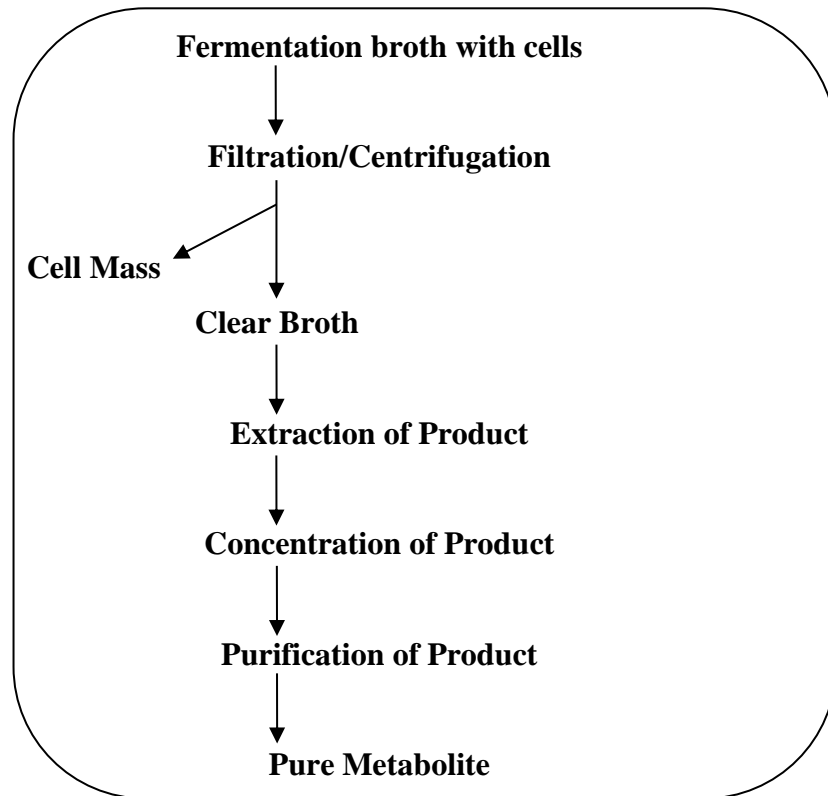 Fermentation broth with cells
Filtration/Centrifugation
Cell Mass
Clear Broth
Extraction of Product
Concentration of Product
Purification of Product
Pure Metabolite